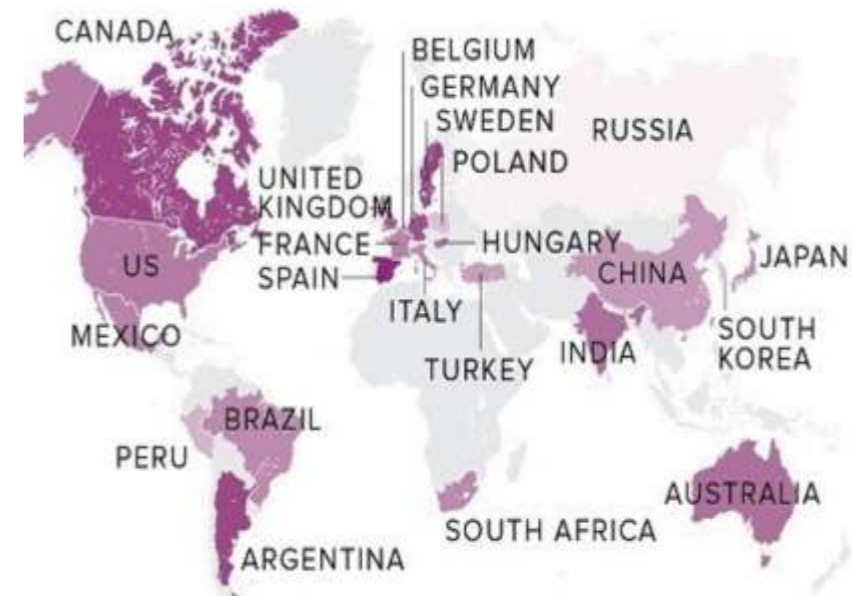 CANADA
BELGIUM
GERMANY
SWEDEN
RUSSIA
POLAND
UNITED
KINGDOM
FRANCE
HUNGARY
JAPAN
US
SPAIN
CHINA
ITALY
MEXICO
SOUTH
KOREA
INDIA
TURKEY
BRAZIL
PERU
AUSTRALIA
SOUTH AFRICA
ARGENTINA